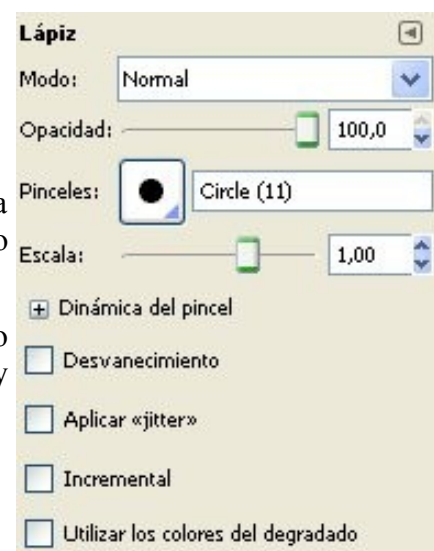 Lápiz
Modo: Normal
Opacidad: 100,0
a
Pinceles: Circle (11)
o
Escala: 1,00
Dinámica del pincel
o
Desvanecimiento
y
Aplicar «jitter»
Incremental
Utilizar los colores del degradado